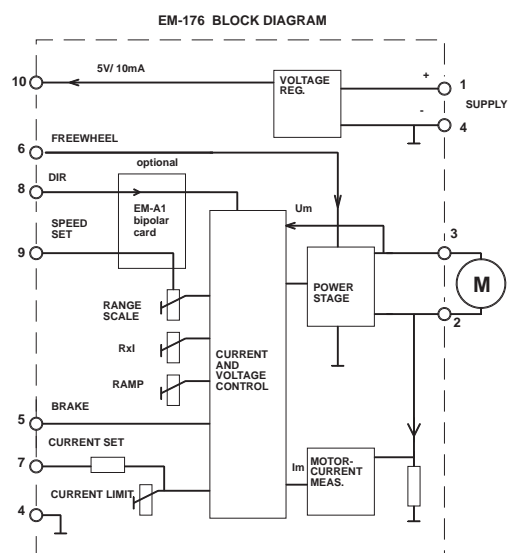 EM-176 BLOCK DIAGRAM
10
5V/ 10mA
VOLTAGE
REG.
+
1
SUPPLY
-
4
6
FREEWHEEL
optional
8
DIR
EM-A1
bipolar
card
Um
SPEED
SET
9
3
M
POWER
STAGE
2
RANGE
SCALE
RxI
CURRENT
AND
VOLTAGE
CONTROL
RAMP
5
BRAKE
CURRENT SET
7
Im
MOTOR-
CURRENT
MEAS.
CURRENT LIMIT
4